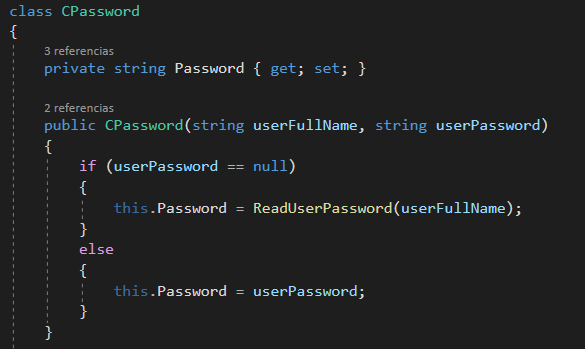 class CPassword
{
3 referencias
private string Password { get; set; }
2 referencias
public CPassword(string userFullName, string userPassword)
{
if (userPassword == null)
{
this.Password = ReadUserPassword(userFullName);
}
else
{
this.Password = userPassword;
}
}